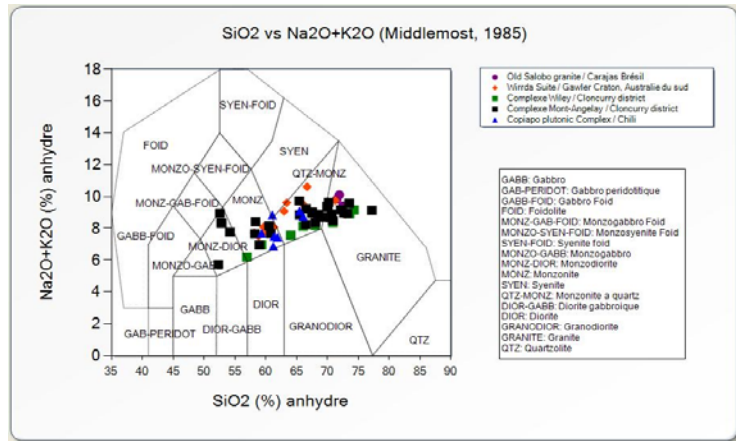 SiO2 vs Na2O+K2O (Middlemost, 1985)
Old Salobo granite / Carajas Brésil
Wirrda Suite / Gawler Craton, Australie du sud
Complexe Wiley / Cloncurry district
Complexe Mont-Angelay / Cloncurry district
Copiapo plutonic Complex / Chili
Na2O+K2O (%) anhydre
18
16
14
12
10
8
6
4
2
0
SYEN-FOID
FOID
SYEN
MONZO-SYEN-FOID
QTZ-MONZ
MONZ-GAB-FOID
MONZ
GABB-FOID
MONZ-DIOR
GRANITE
MONZO-GAB
GABB
DIOR
GAB-PERIDOT
DIOR-GABB
GRANODIOR
QTZ
35 40 45 50 55 60 65 70 75 80 85 90
SiO2 (%) anhydre
GABB: Gabbro
GAB-PERIDOT: Gabbro peridotitique
GABB-FOID: Gabbro Foid
FOID: Foidolite
MONZ-GAB-FOID: Monzogabbro Foid
MONZO-SYEN-FOID: Monzosyenite Foid
SYEN-FOID: Syenite foid
MONZO-GABB: Monzogabbro
MONZ-DIOR: Monzodiorite
MONZ: Monzonite
SYEN: Syenite
QTZ-MONZ: Monzonite a quartz
DIOR-GABB: Diorite gabbroique
DIOR: Diorite
GRANODIOR: Granodiorite
GRANITE: Granite
QTZ: Quartzolite